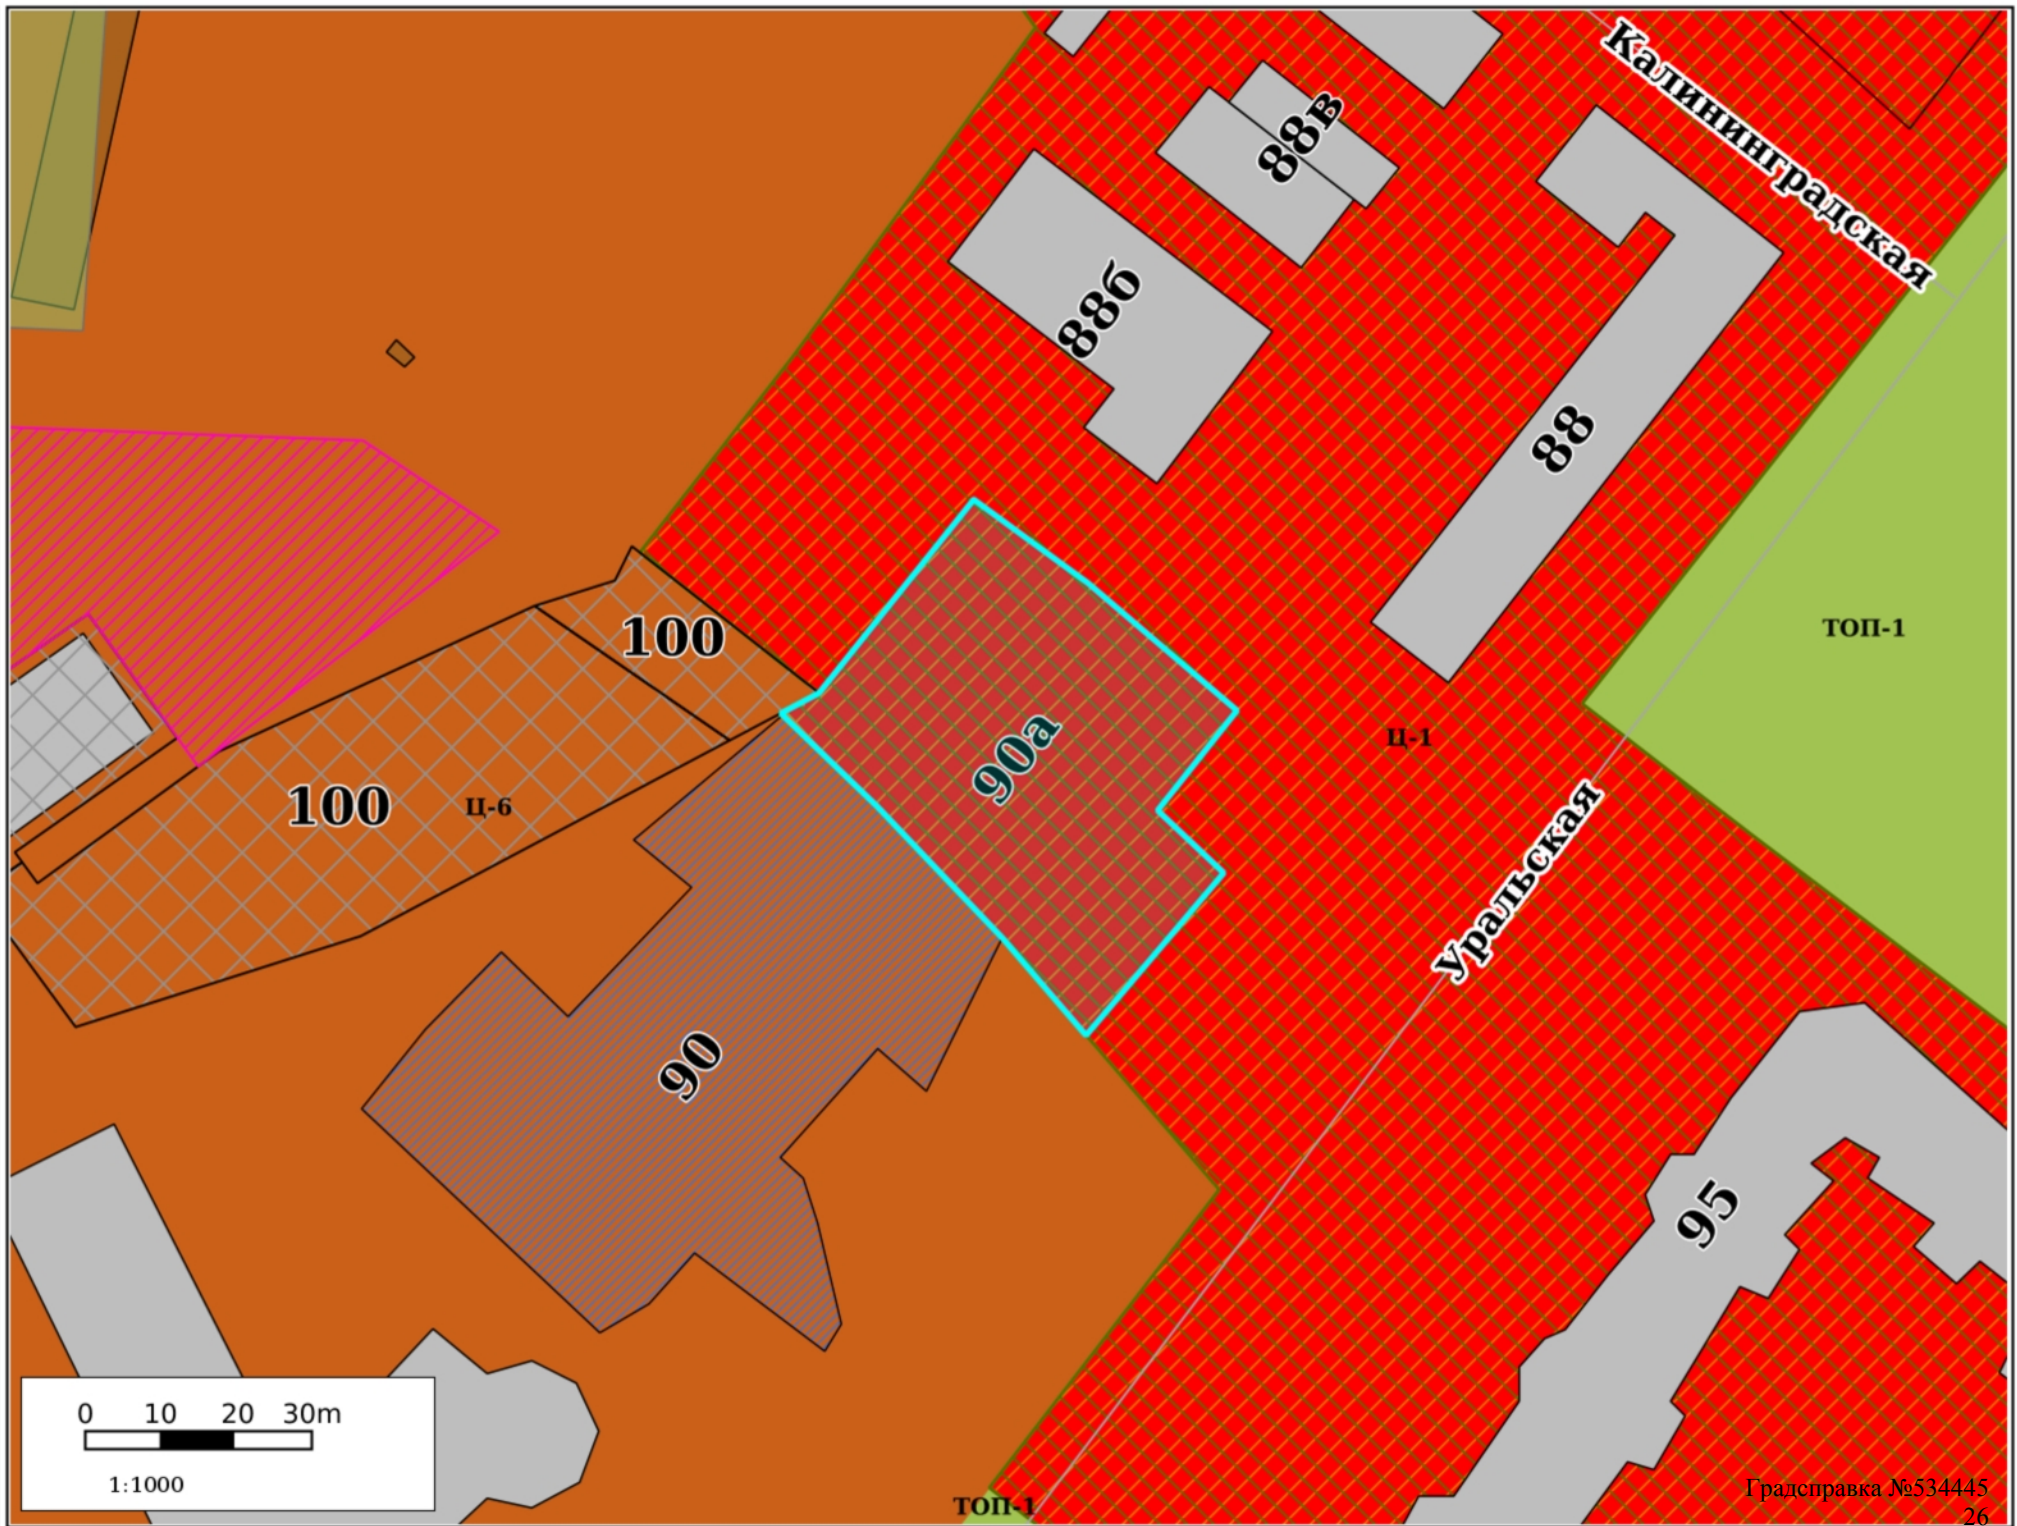 Калининградская
88в
88б
88
100
ТОП-1
90а
Ц-1
100
Ц-6
Уральская
90
95
0 10 20 30m
1:1000
ТОП-1
Градсправка №534445
26